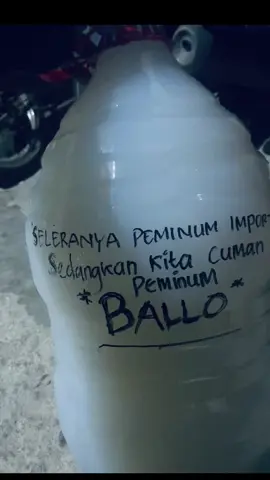 SELERANYA PEMINUM IMPOR
Sedangkan Kita CUMAN
PEMINUM
* BALLO *